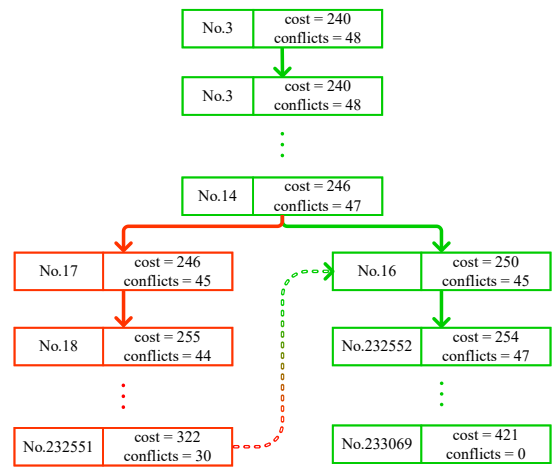 No.3
cost = 240
conflicts = 48
No.3
cost = 240
conflicts = 48
No.14
cost = 246
conflicts = 47
No.17
cost = 246
conflicts = 45
No.16
cost = 250
conflicts = 45
No.18
cost = 255
conflicts = 44
No.232552
cost = 254
conflicts = 47
No.232551
cost = 322
conflicts = 30
No.233069
cost = 421
conflicts = 0